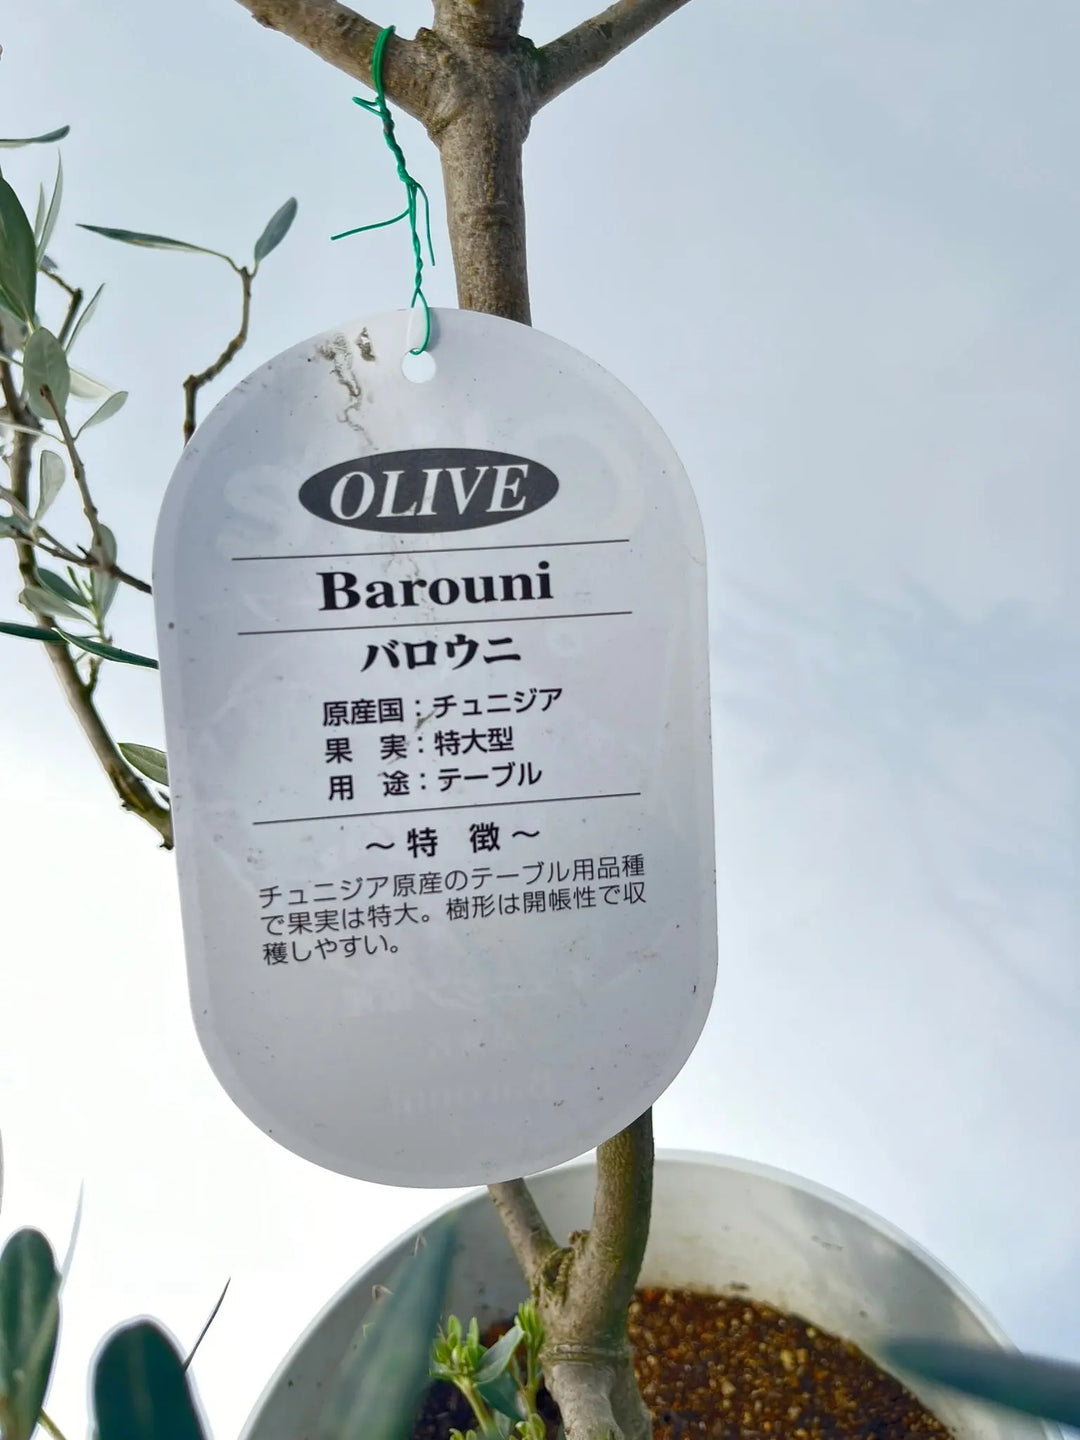 OLIVE
Barouni
バロウニ
原産国：チュニジア
果　実：特大型
用　途：テーブル
～特　徴～
チュニジア原産のテーブル用品種
で果実は特大。樹形は開帳性で収
穫しやすい。